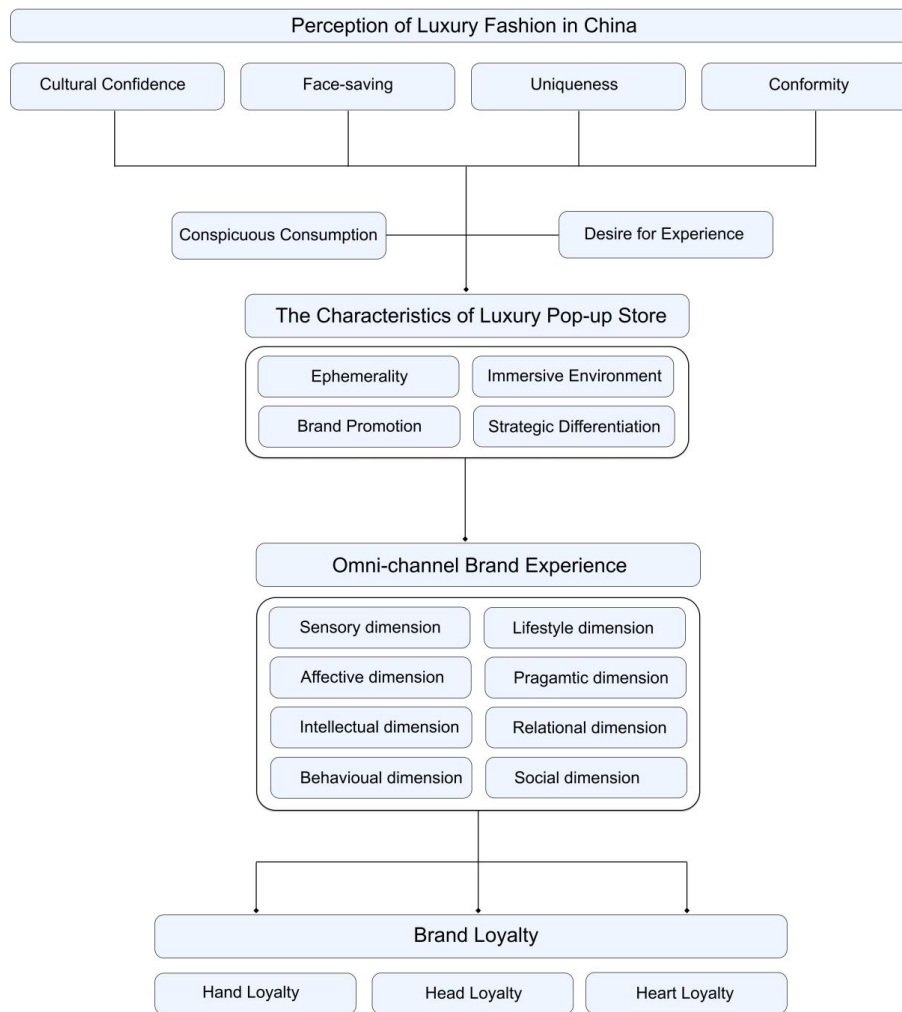 Perception of Luxury Fashion in China
Cultural Confidence
Face-saving
Uniqueness
Conformity
Conspicuous Consumption
Desire for Experience
The Characteristics of Luxury Pop-up Store
Ephemerality
Immersive Environment
Brand Promotion
Strategic Differentiation
Omni-channel Brand Experience
Sensory dimension
Lifestyle dimension
Affective dimension
Pragamtic dimension
Intellectual dimension
Relational dimension
Behavioual dimension
Social dimension
Brand Loyalty
Hand Loyalty
Head Loyalty
Heart Loyalty